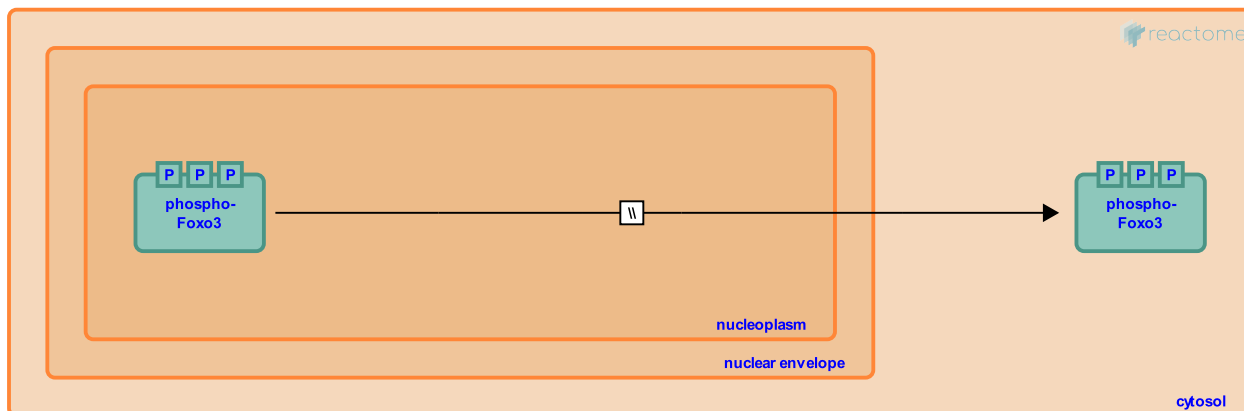 reactome
P P P
phospho-
Foxo3
\\
P P P
phospho-
Foxo3
nucleoplasm
nuclear envelope
cytosol